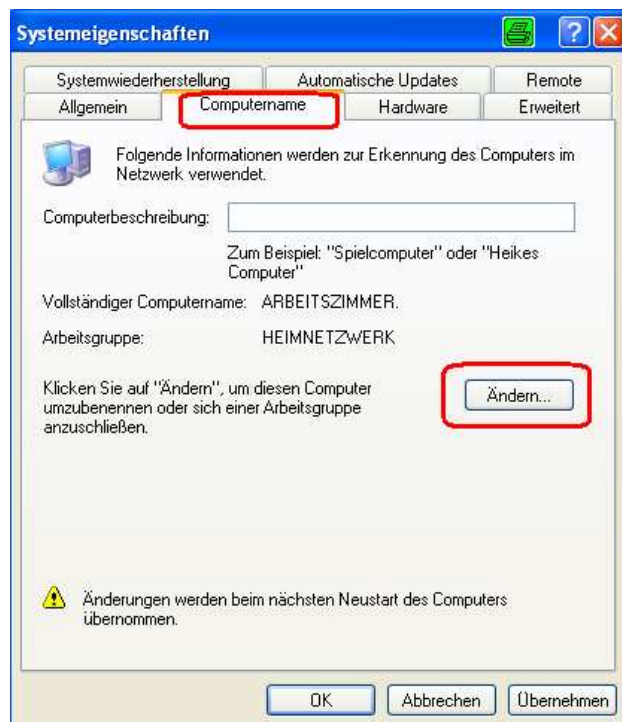 Systemeigenschaften
Systemwiederherstellung Automatische Updates Remote
Allgemein Computername Hardware Erweitert
Folgende Informationen werden zur Erkennung des Computers im
Netzwerk verwendet.
Computerbeschreibung:
Zum Beispiel: "Spielcomputer" oder "Heikes
Computer"
Vollständiger Computername: ARBEITSZIMMER.
Arbeitsgruppe: HEIMNETZWERK
Klicken Sie auf "Ändern", um diesen Computer
umzubenennen oder sich einer Arbeitsgruppe
anzuschließen.
Ändern...
Änderungen werden beim nächsten Neustart des Computers
übernommen.
OK Abbrechen Übernehmen